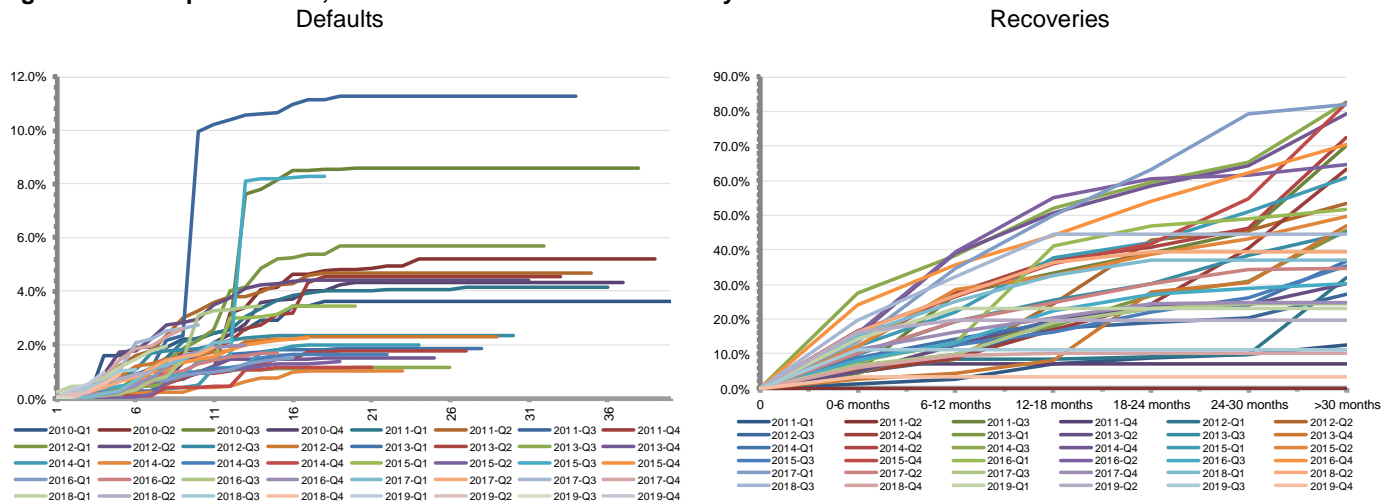 Defaults
Recoveries
12.0%
10.0%
8.0%
6.0%
4.0%
2.0%
0.0%
1
6
11
16
21
26
31
36
2010-Q1 2010-Q2 2010-Q3 2010-Q4 2011-Q1 2011-Q2 2011-Q3 2011-Q4
2012-Q1 2012-Q2 2012-Q3 2012-Q4 2013-Q1 2013-Q2 2013-Q3 2013-Q4
2014-Q1 2014-Q2 2014-Q3 2014-Q4 2015-Q1 2015-Q2 2015-Q3 2015-Q4
2016-Q1 2016-Q2 2016-Q3 2016-Q4 2017-Q1 2017-Q2 2017-Q3 2017-Q4
2018-Q1 2018-Q2 2018-Q3 2018-Q4 2019-Q1 2019-Q2 2019-Q3 2019-Q4
90.0%
80.0%
70.0%
60.0%
50.0%
40.0%
30.0%
20.0%
10.0%
0.0%
0
0-6 months
6-12 months
12-18 months
18-24 months
24-30 months
>30 months
2011-Q1 2011-Q2 2011-Q3 2011-Q4 2012-Q1 2012-Q2
2012-Q3 2012-Q4 2013-Q1 2013-Q2 2013-Q3 2013-Q4
2014-Q1 2014-Q2 2014-Q3 2014-Q4 2015-Q1 2015-Q2
2015-Q3 2015-Q4 2016-Q1 2016-Q2 2016-Q3 2016-Q4
2017-Q1 2017-Q2 2017-Q3 2017-Q4 2018-Q1 2018-Q2
2018-Q3 2018-Q4 2019-Q1 2019-Q2 2019-Q3 2019-Q4